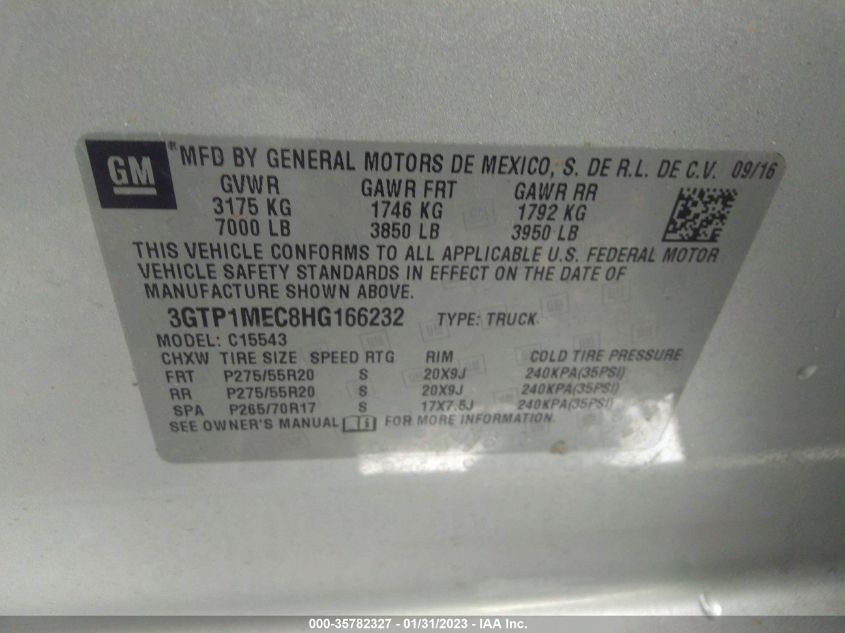 GM ® MFD BY GENERAL MOTORS DE MEXICO, S. DE R.L. DE C.V. 09/16
GVWR GAWR FRT GAWR RR
3175 KG 1746 KG 1792 KG
7000 LB 3850 LB 3950 LB
THIS VEHICLE CONFORMS TO ALL APPLICABLE U.S. FEDERAL MOTOR
VEHICLE SAFETY STANDARDS IN EFFECT ON THE DATE OF
MANUFACTURE SHOWN ABOVE.
3GTP1MEC8HG166232 TYPE: TRUCK
MODEL: C15543
CHXW TIRE SIZE SPEED RTG RIM COLD TIRE PRESSURE
FRT P275/55R20 S 20X9J 240KPA(35PSI)
RR P275/55R20 S 20X9J 240KPA(35PSI)
SPA P265/70R17 S 17X7.5J 240KPA(35PSI)
SEE OWNER'S MANUAL FOR MORE INFORMATION.
000-35782327 - 01/31/2023 - IAA Inc.